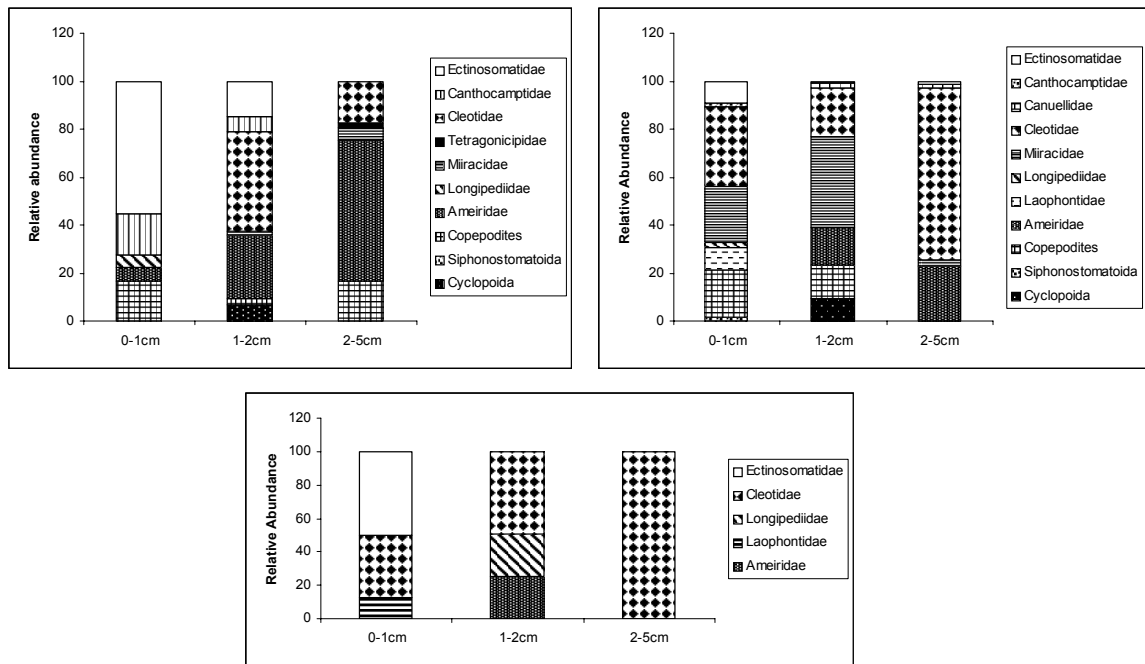 120
100
80
60
40
20
0
Relative abundance
0-1cm
1-2cm
2-5cm
Ectinosomatidae
Canthocamptidae
Cleotidae
Tetragonicipidae
Miiracidae
Longipediidae
Ameiridae
Copepodites
Siphonostomatoida
Cyclopoida
120
100
80
60
40
20
0
Relative Abundance
0-1cm
1-2cm
2-5cm
Ectinosomatidae
Canthocamptidae
Canuellidae
Cleotidae
Miiracidae
Longipediidae
Laophontidae
Ameiridae
Copepodites
Siphonostomatoida
Cyclopoida
120
100
80
60
40
20
0
Relative Abundance
0-1cm
1-2cm
2-5cm
Ectinosomatidae
Cleotidae
Longipediidae
Laophontidae
Ameiridae